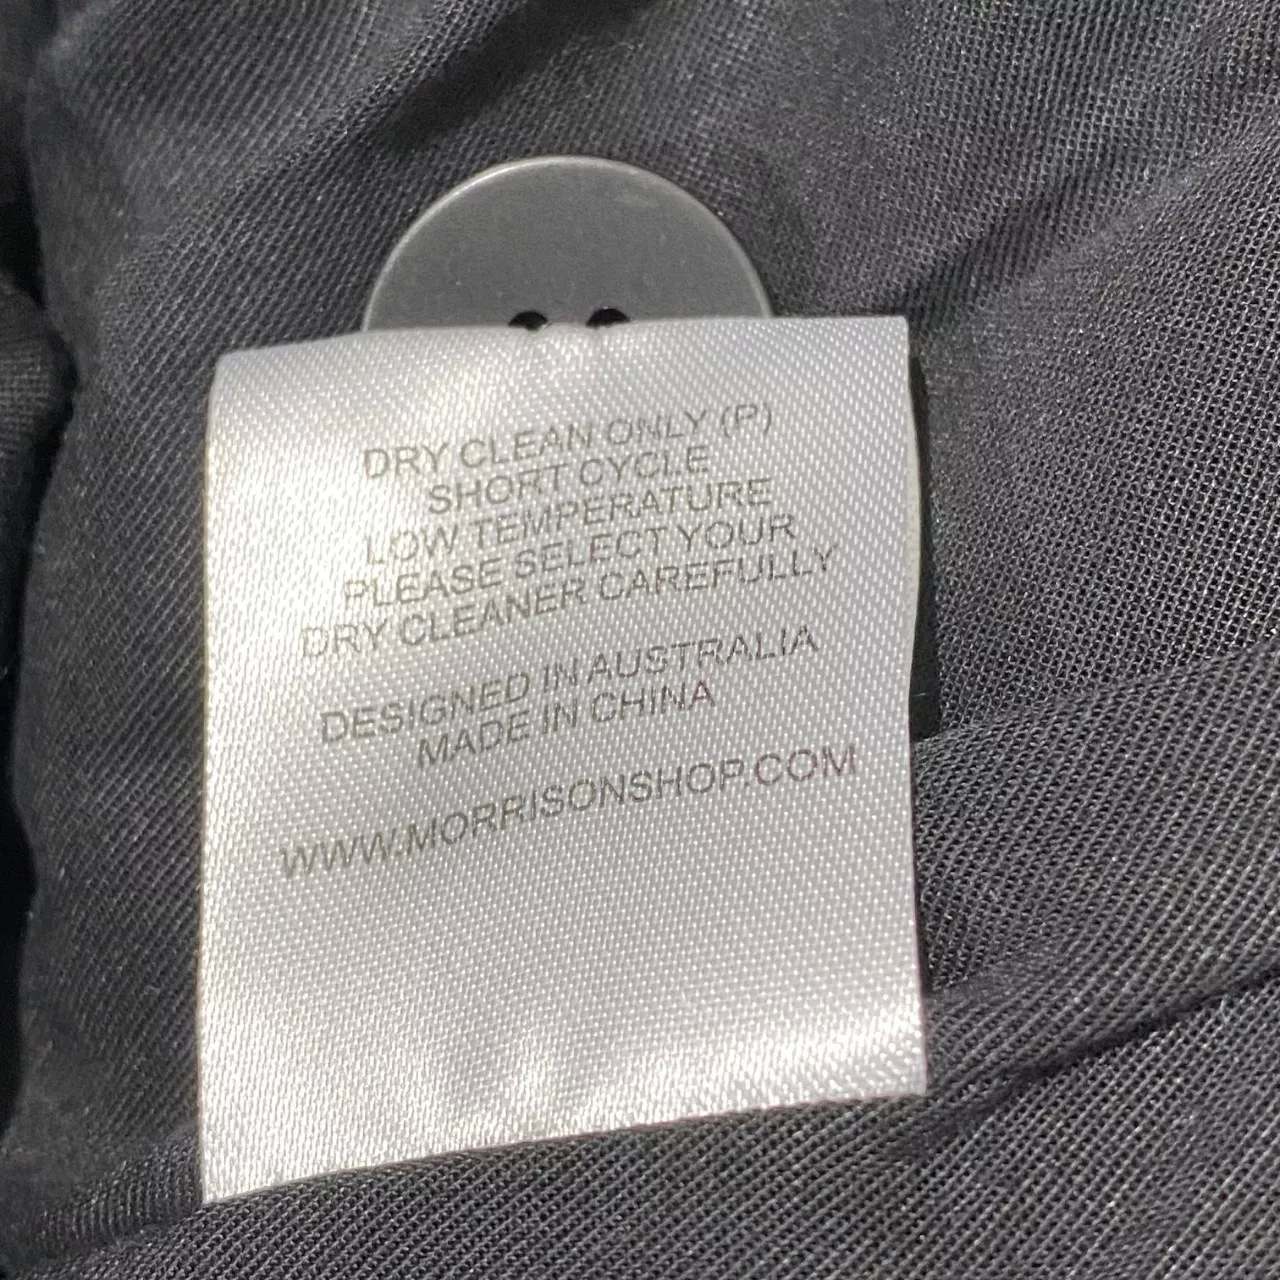 DRY CLEAN ONLY (P)
SHORT CYCLE
LOW TEMPERATURE
PLEASE SELECT YOUR
DRY CLEANER CAREFULLY
DESIGNED IN AUSTRALIA
MADE IN CHINA
WWW.MORRISONSHOP.COM